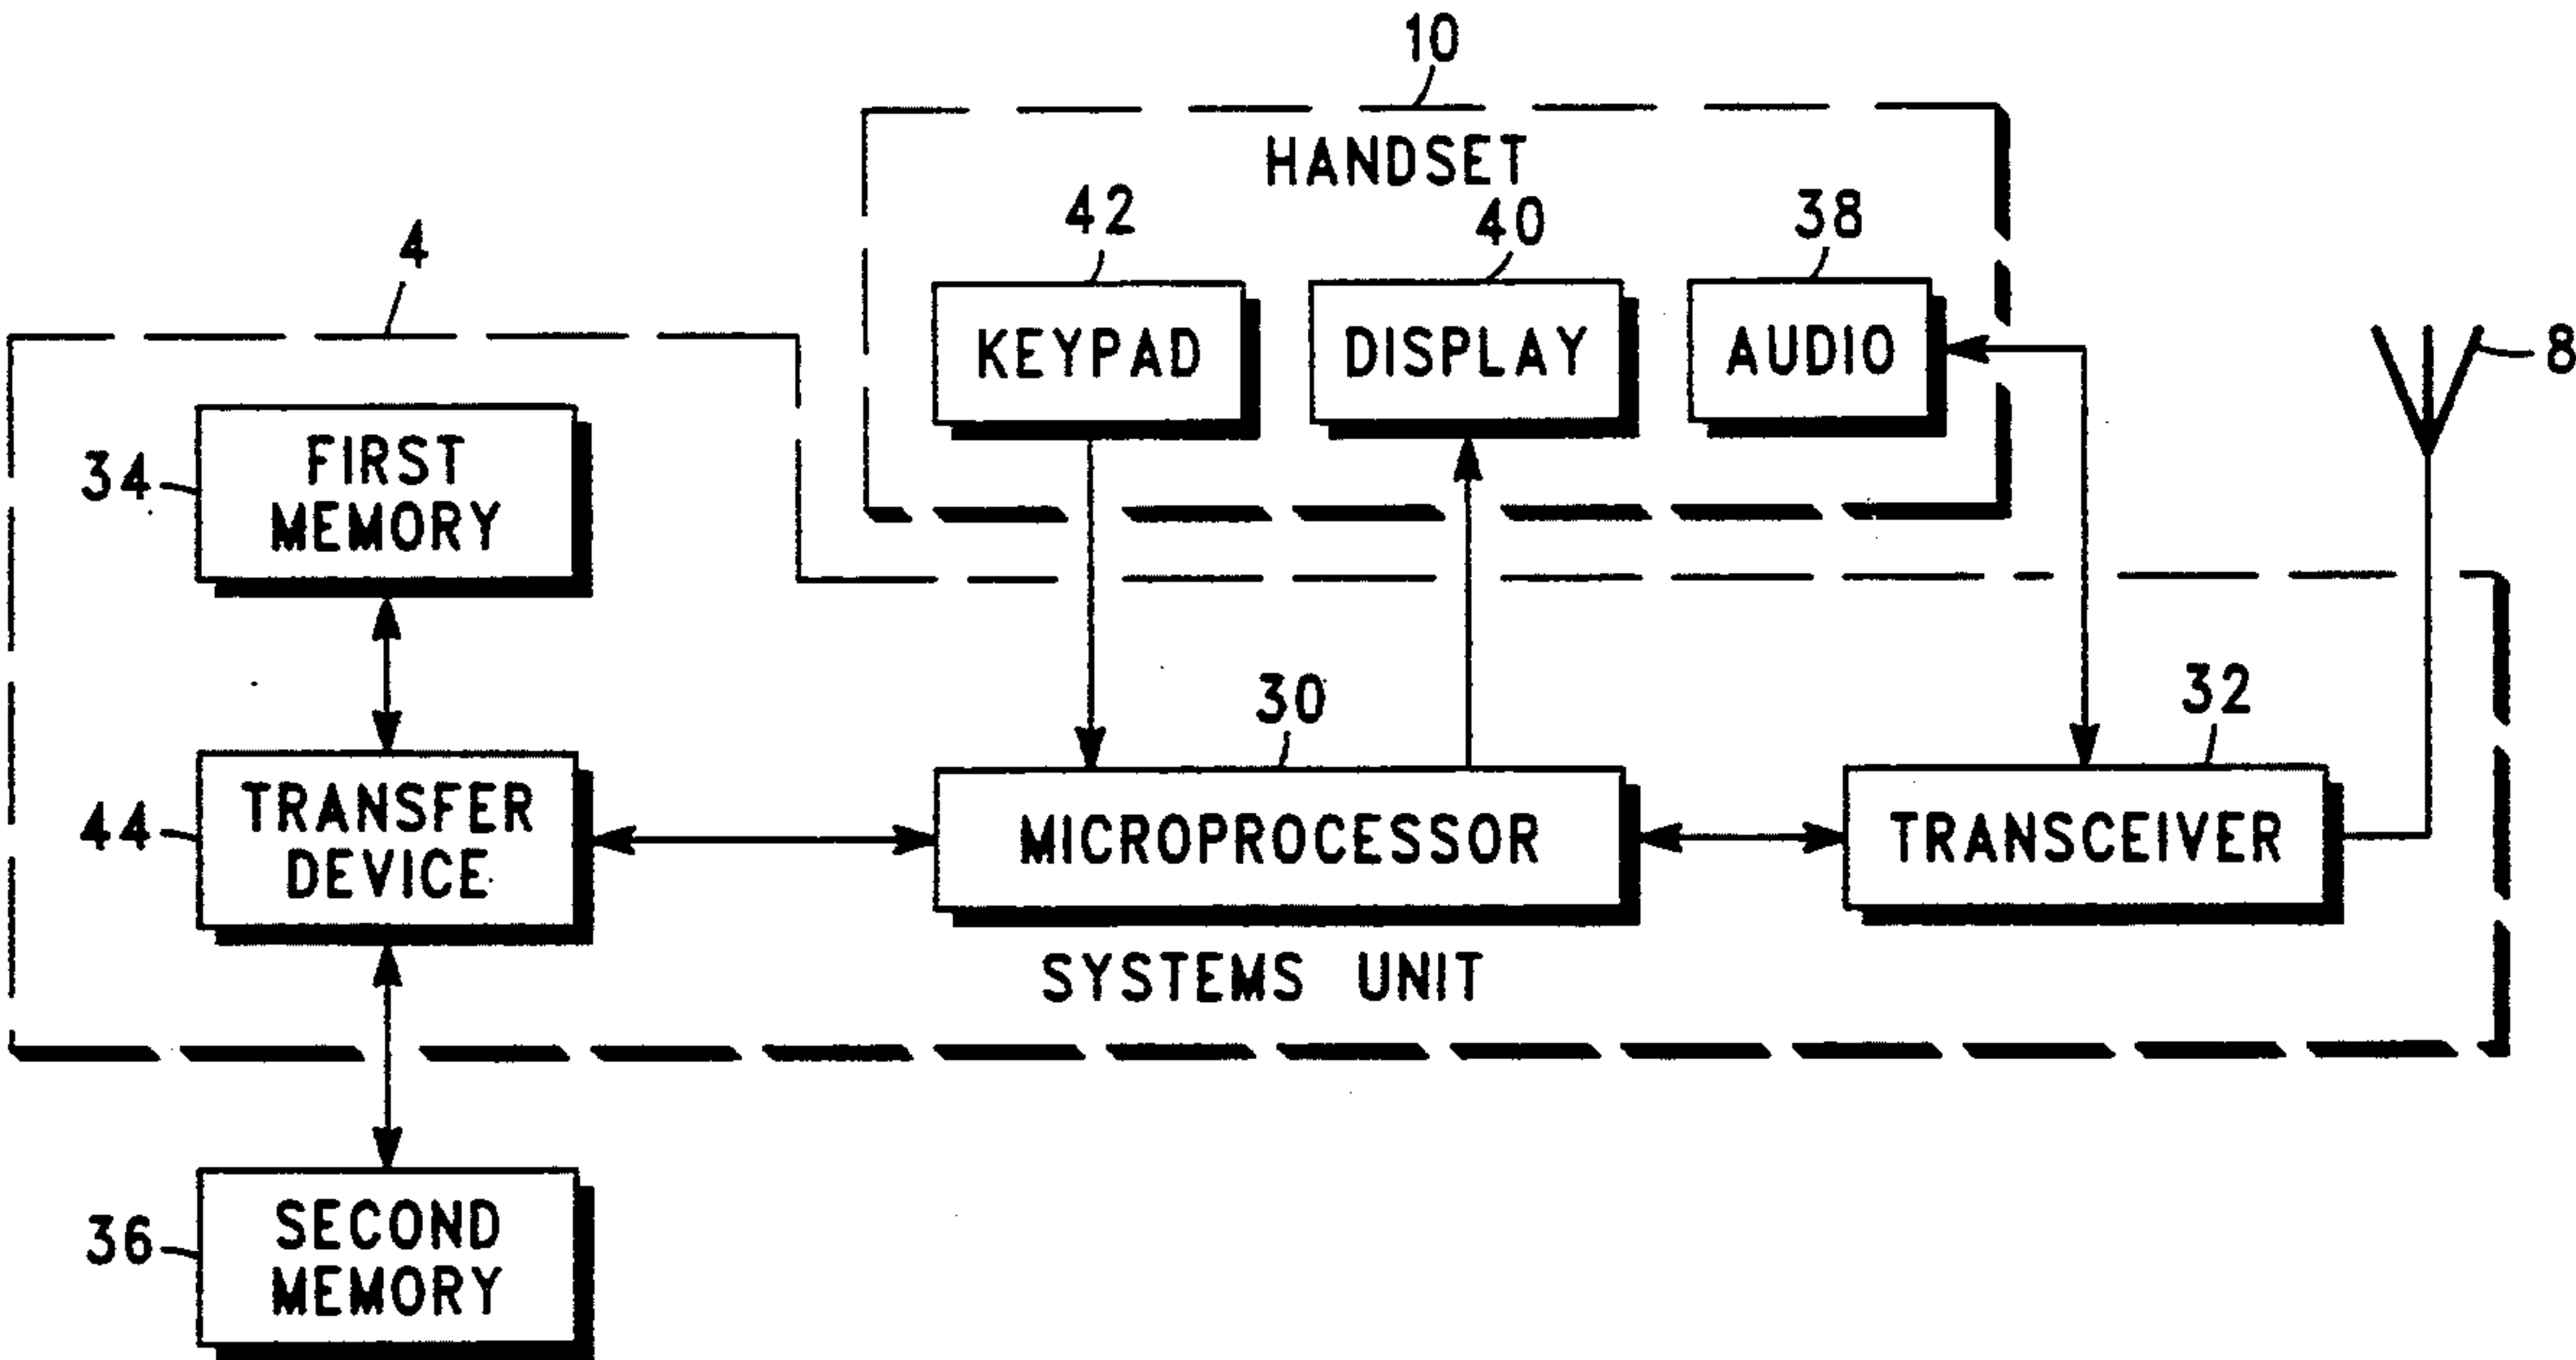 10
HANDSET
4
42
40
38
KEYPAD
DISPLAY
AUDIO
8
34
FIRST
MEMORY
30
32
44
TRANSFER
DEVICE
MICROPROCESSOR
TRANSCEIVER
SYSTEMS UNIT
36
SECOND
MEMORY